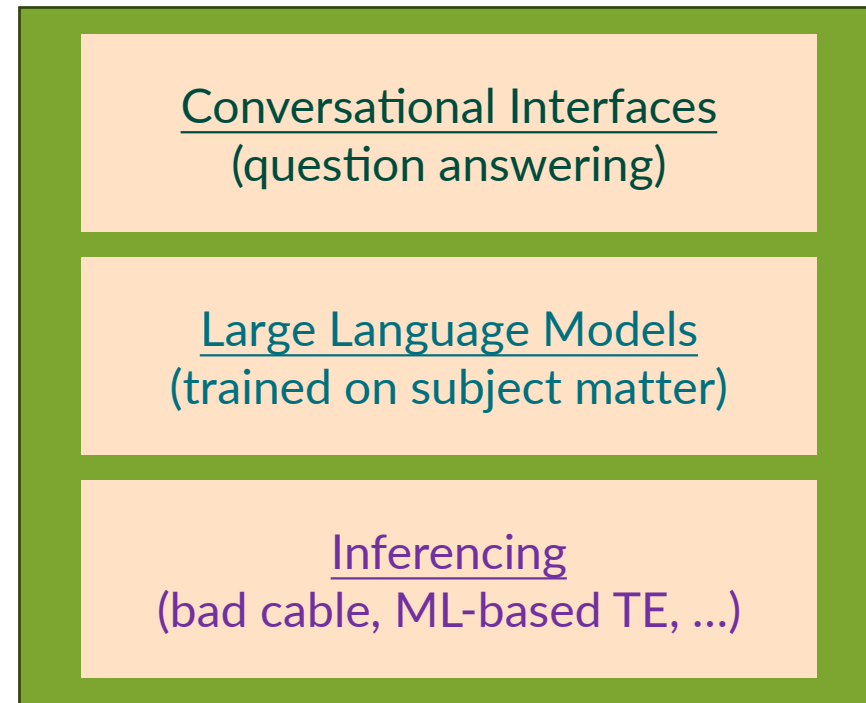 Conversational Interfaces
(question answering)
Large Language Models
(trained on subject matter)
Inferencing
(bad cable, ML-based TE, ...)